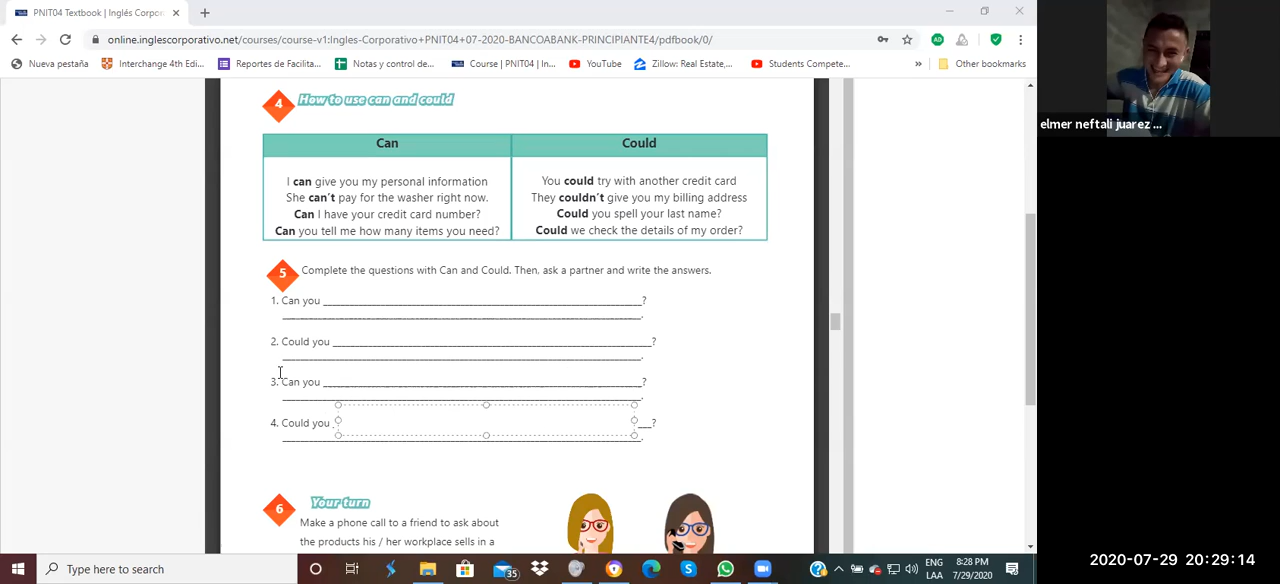 PNIT04 Textbook | Inglés Corpor
online.inglescorporativo.net/courses/course-v1:Ingles-Corporativo+PNIT04+07-2020-BANCOABANK-PRINCIPIANTE4/pdfbook/0/
Nueva pestaña
Interchange 4th Edi...
Reportes de Facilita...
Notas y control de...
Course | PNIT04 | In...
YouTube
Zillow: Real Estate,...
Students Compete...
»
Other bookmarks
elmer neftali juarez ...
4 How to use can and could
Can
Could
I can give you my personal information
She can't pay for the washer right now.
Can I have your credit card number?
Can you tell me how many items you need?
You could try with another credit card
They couldn't give you my billing address
Could you spell your last name?
Could we check the details of my order?
5 Complete the questions with Can and Could. Then, ask a partner and write the answers.
1. Can you ________________________________________?
________________________________________.
2. Could you ________________________________________?
________________________________________.
3. Can you ________________________________________?
________________________________________.
4. Could you ___?
________________________________________.
6 Your turn
Make a phone call to a friend to ask about
the products his / her workplace sells in a
Type here to search
35
ENG
LAA
8:28 PM
7/29/2020
2020-07-29 20:29:14